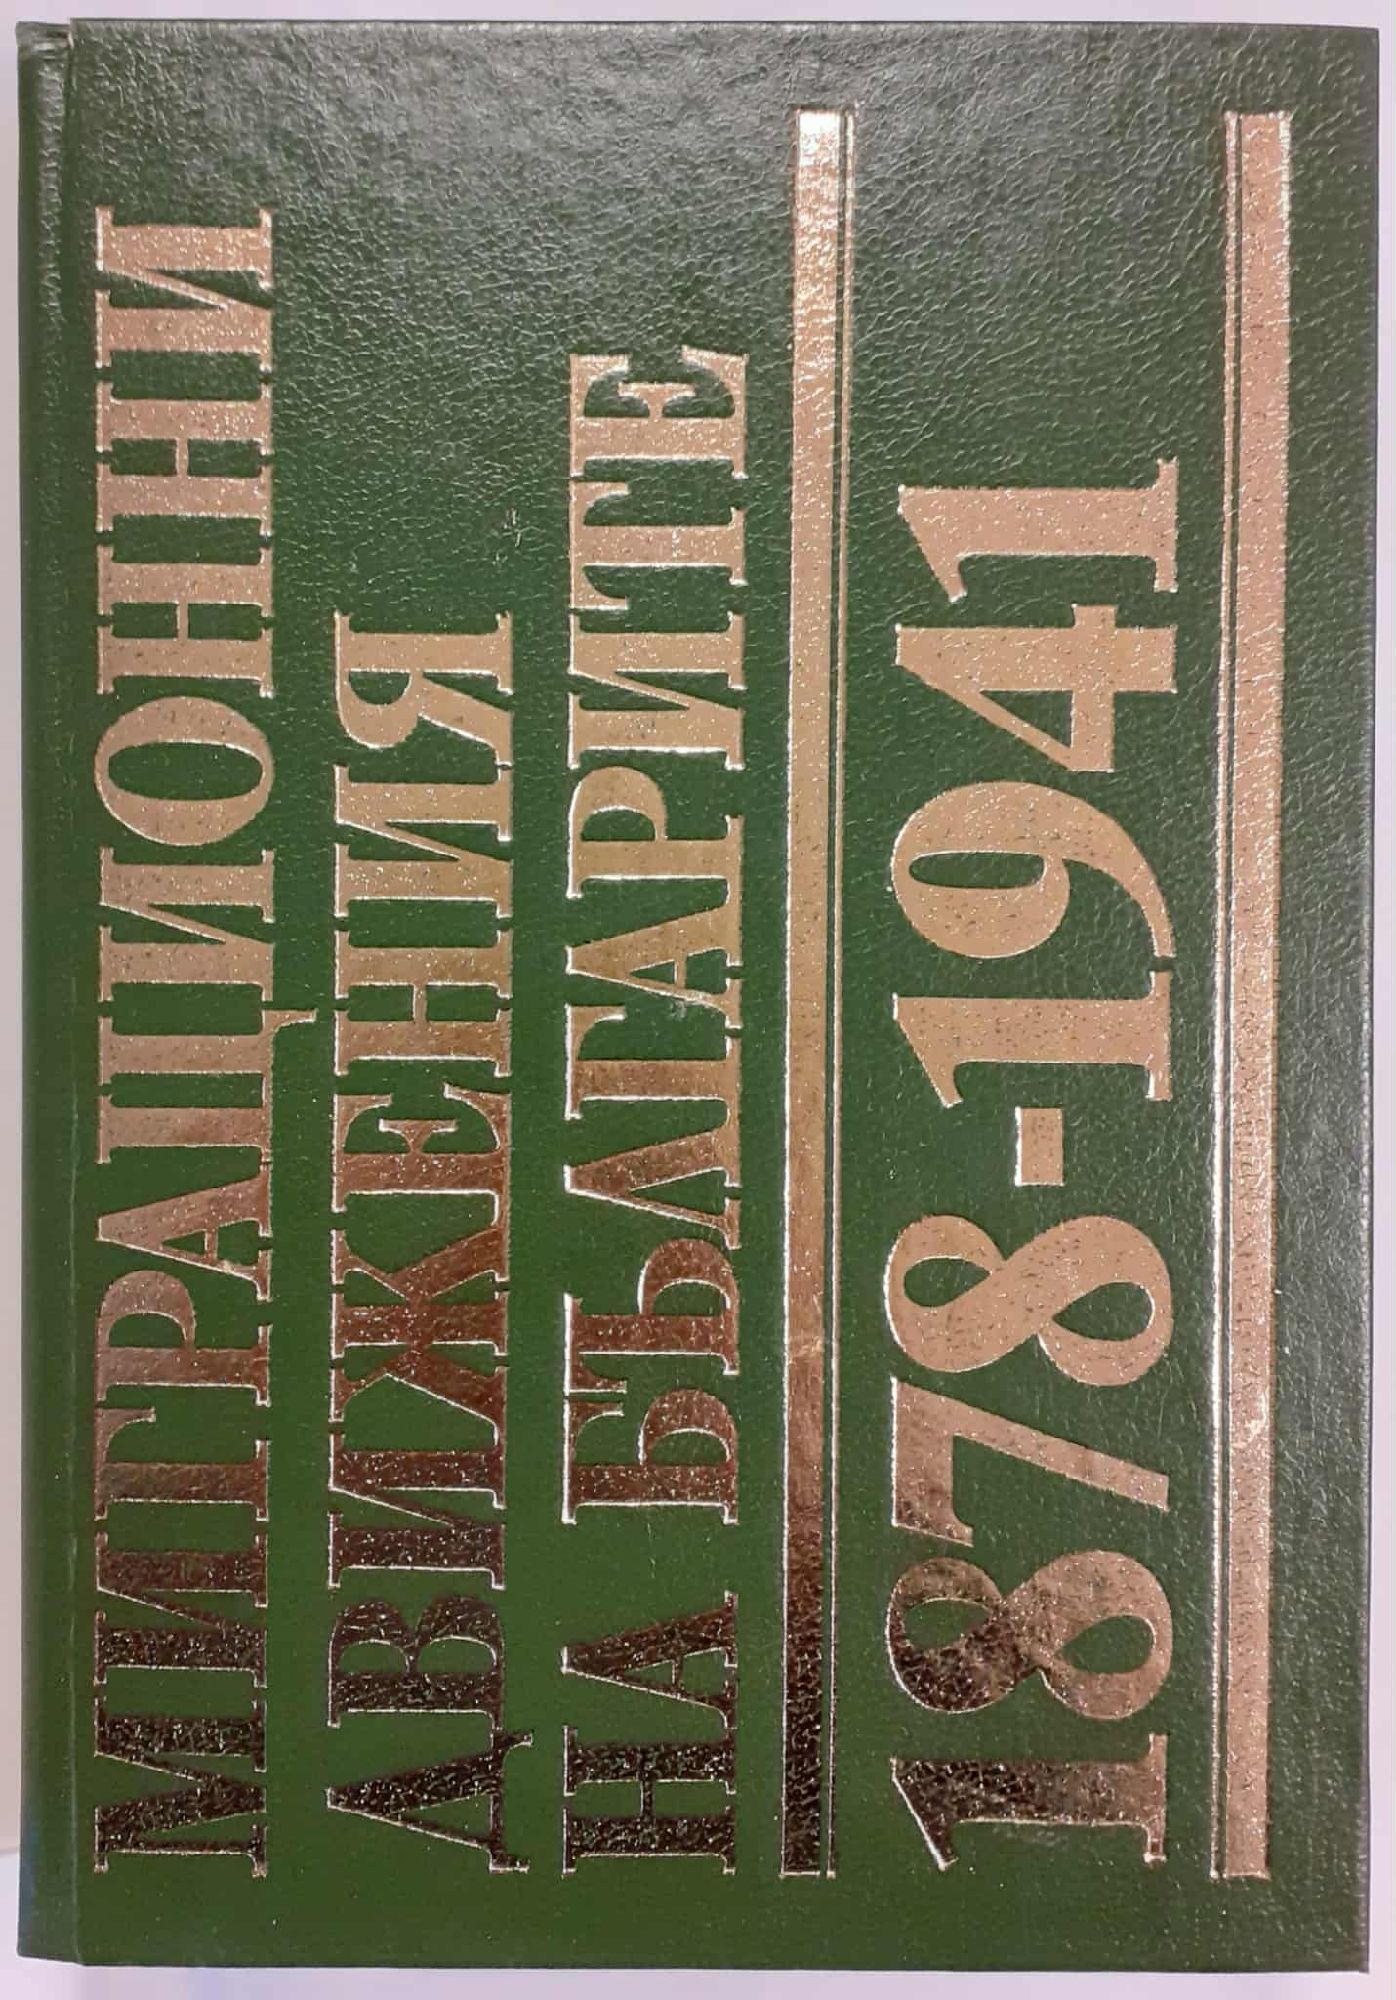 МИГРАЦИОННИ
ДВИЖЕНИЯ
НА БЪЛГАРИТЕ
1878-1941